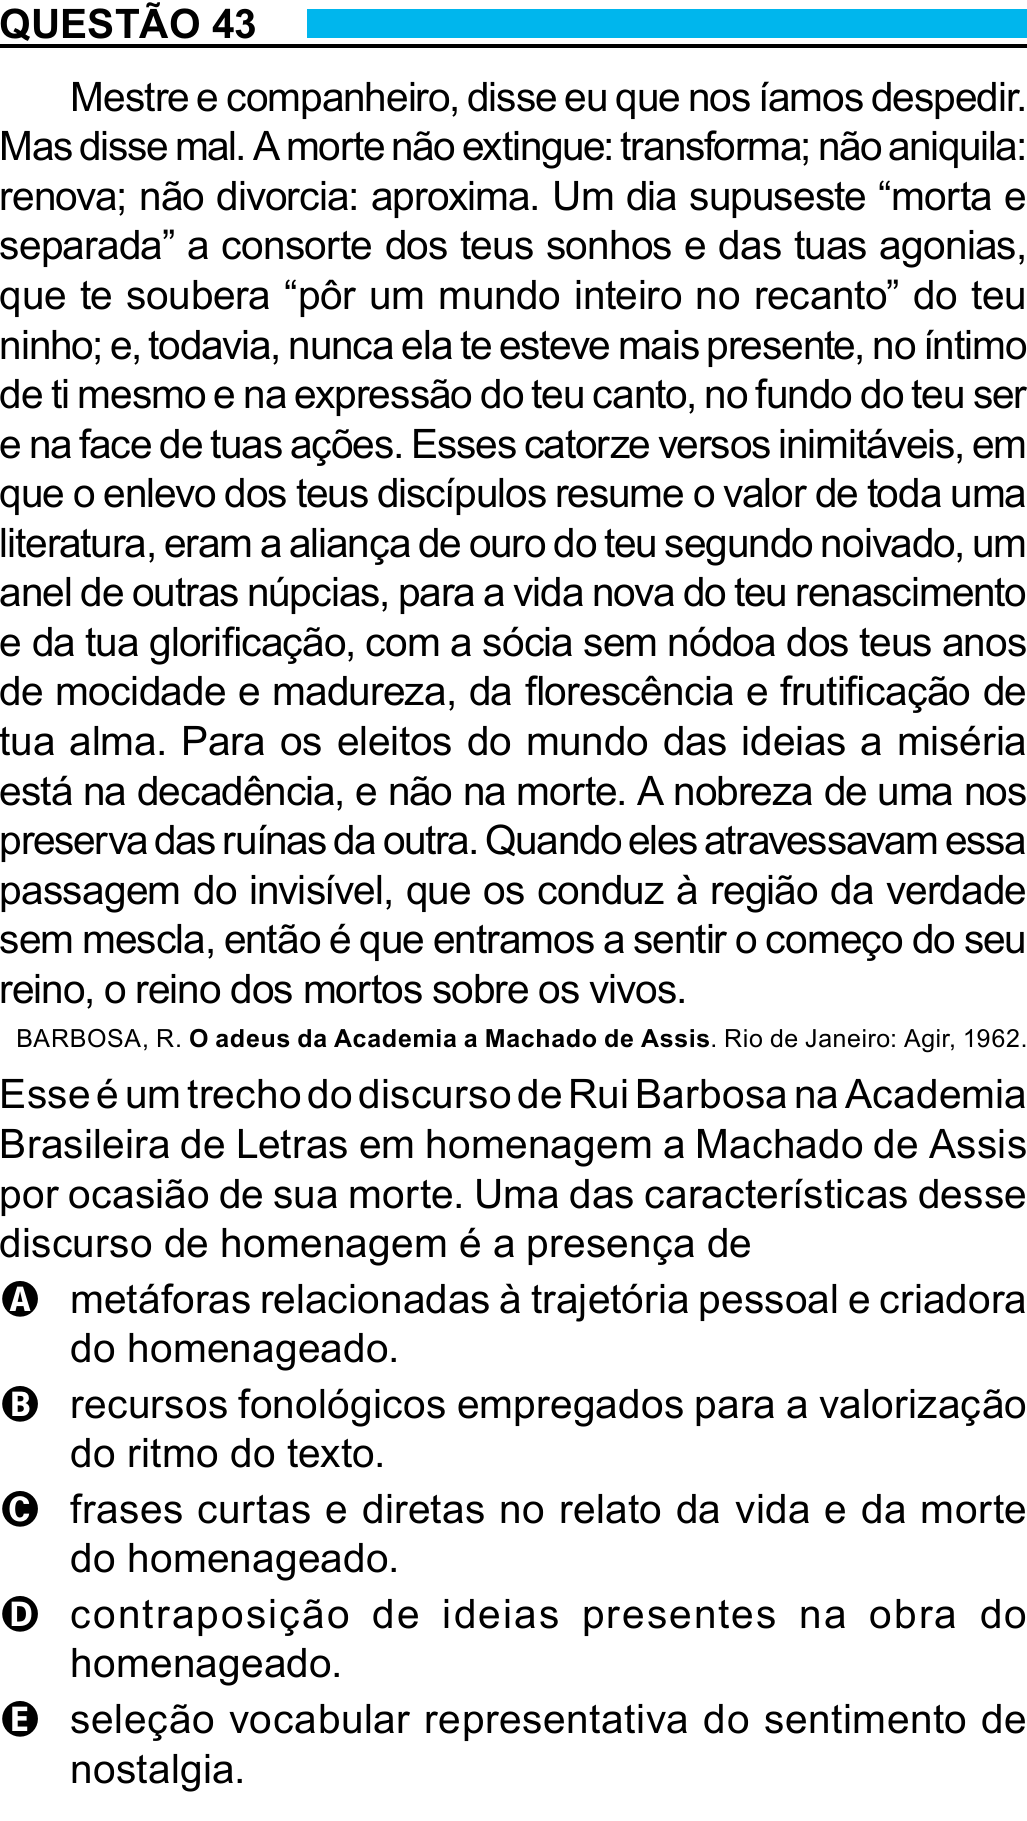 QUESTÃO 43
Mestre e companheiro, disse eu que nos íamos despedir.
Mas disse mal. A morte não extingue: transforma; não aniquila:
renova; não divorcia: aproxima. Um dia supuseste “morta e
separada” a consorte dos teus sonhos e das tuas agonias,
que te soubera “pôr um mundo inteiro no recanto” do teu
ninho; e, todavia, nunca ela te esteve mais presente, no íntimo
de ti mesmo e na expressão do teu canto, no fundo do teu ser
e na face de tuas ações. Esses catorze versos inimitáveis, em
que o enlevo dos teus discípulos resume o valor de toda uma
literatura, eram a aliança de ouro do teu segundo noivado, um
anel de outras núpcias, para a vida nova do teu renascimento
e da tua glorificação, com a sócia sem nódoa dos teus anos
de mocidade e madureza, da florescência e frutificação de
tua alma. Para os eleitos do mundo das ideias a miséria
está na decadência, e não na morte. A nobreza de uma nos
preserva das ruínas da outra. Quando eles atravessavam essa
passagem do invisível, que os conduz à região da verdade
sem mescla, então é que entramos a sentir o começo do seu
reino, o reino dos mortos sobre os vivos.
BARBOSA, R. O adeus da Academia a Machado de Assis. Rio de Janeiro: Agir, 1962.
Esse é um trecho do discurso de Rui Barbosa na Academia
Brasileira de Letras em homenagem a Machado de Assis
por ocasião de sua morte. Uma das características desse
discurso de homenagem é a presença de
A metáforas relacionadas à trajetória pessoal e criadora
do homenageado.
B recursos fonológicos empregados para a valorização
do ritmo do texto.
C frases curtas e diretas no relato da vida e da morte
do homenageado.
D contraposição de ideias presentes na obra do
homenageado.
E seleção vocabular representativa do sentimento de
nostalgia.